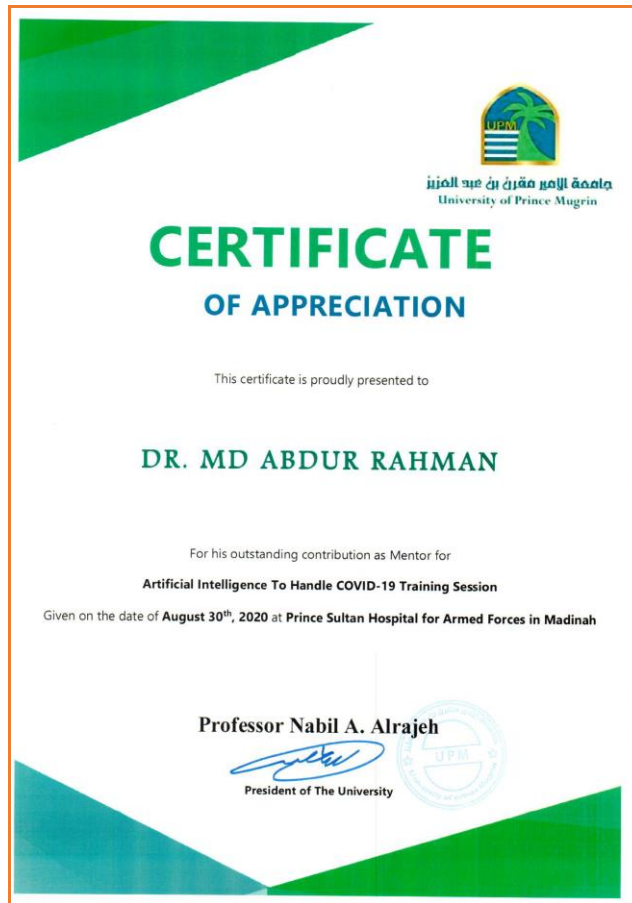 UPM
جامعة الامير مقرن بن عبد العزيز
University of Prince Mugrin
CERTIFICATE
OF APPRECIATION
This certificate is proudly presented to
DR. MD ABDUR RAHMAN
For his outstanding contribution as Mentor for
Artificial Intelligence To Handle COVID-19 Training Session
Given on the date of August 30th, 2020 at Prince Sultan Hospital for Armed Forces in Madinah
Professor Nabil A. Alrajeh
President of The University
UPM